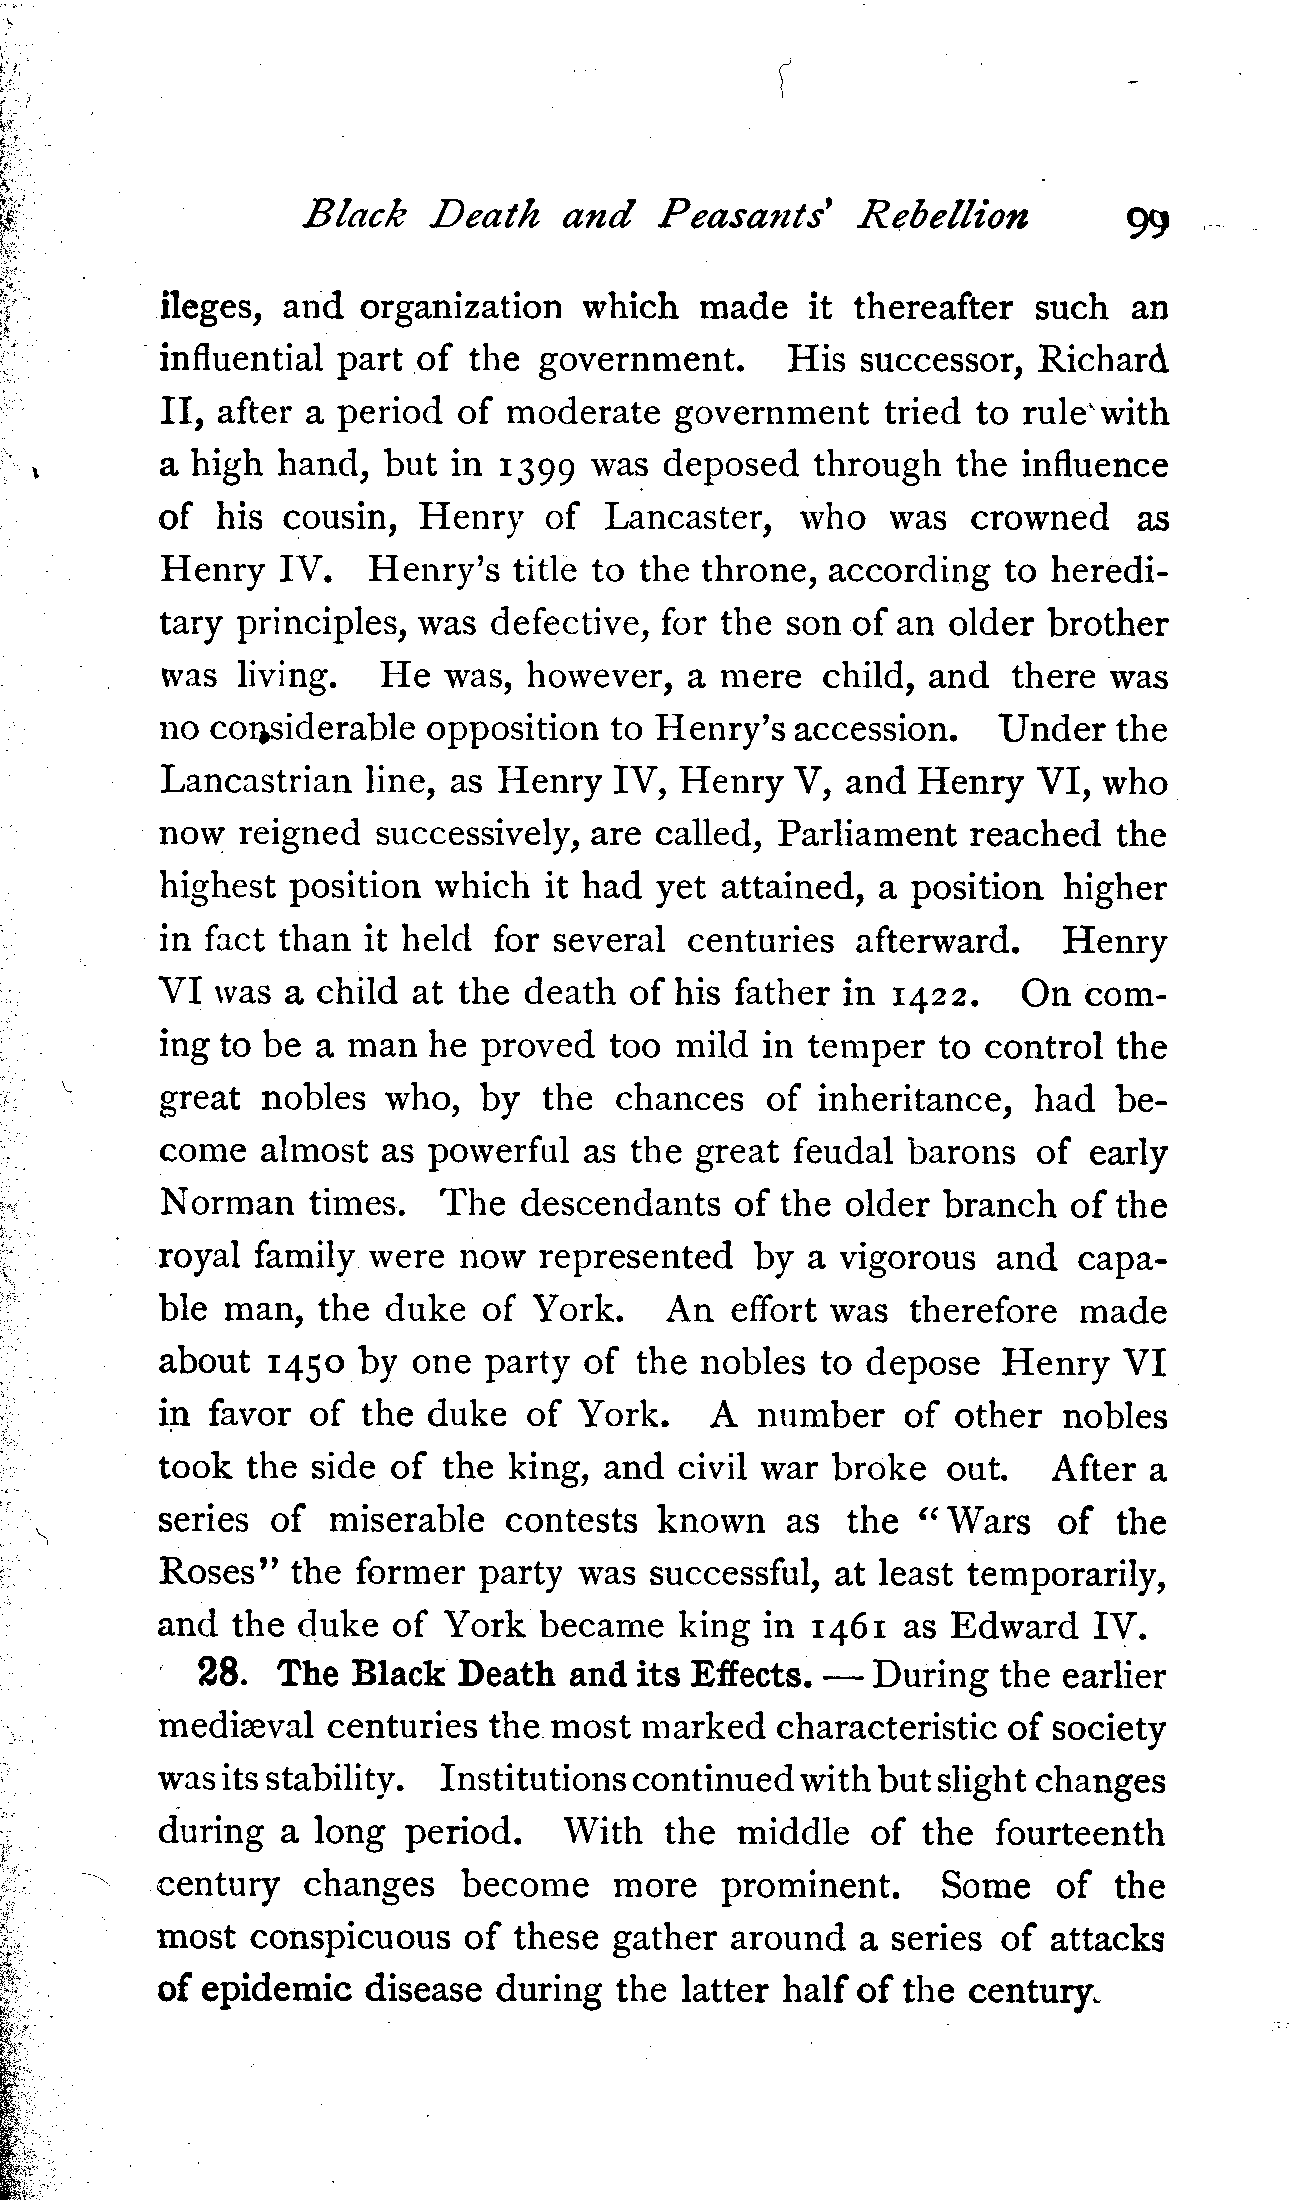 Black Death and Peasants' Rebellion 99
ileges, and organization which made it thereafter such an
influential part of the government. His successor, Richard
II, after a period of moderate government tried to rule with
a high hand, but in 1399 was deposed through the influence
of his cousin, Henry of Lancaster, who was crowned as
Henry IV. Henry's title to the throne, according to heredi-
tary principles, was defective, for the son of an older brother
was living. He was, however, a mere child, and there was
no considerable opposition to Henry's accession. Under the
Lancastrian line, as Henry IV, Henry V, and Henry VI, who
now reigned successively, are called, Parliament reached the
highest position which it had yet attained, a position higher
in fact than it held for several centuries afterward. Henry
VI was a child at the death of his father in 1422. On com-
ing to be a man he proved too mild in temper to control the
great nobles who, by the chances of inheritance, had be-
come almost as powerful as the great feudal barons of early
Norman times. The descendants of the older branch of the
royal family were now represented by a vigorous and capa-
ble man, the duke of York. An effort was therefore made
about 1450 by one party of the nobles to depose Henry VI
in favor of the duke of York. A number of other nobles
took the side of the king, and civil war broke out. After a
series of miserable contests known as the "Wars of the
Roses" the former party was successful, at least temporarily,
and the duke of York became king in 1461 as Edward IV.
28. The Black Death and its Effects. — During the earlier
mediæval centuries the most marked characteristic of society
was its stability. Institutions continued with but slight changes
during a long period. With the middle of the fourteenth
century changes become more prominent. Some of the
most conspicuous of these gather around a series of attacks
of epidemic disease during the latter half of the century.